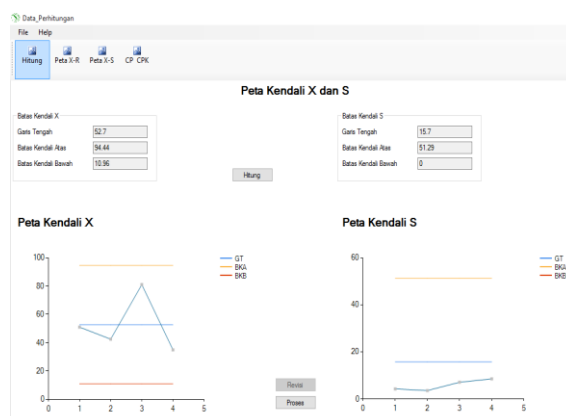 Data_Perhitungan
File Help
Hitung Peta X-R Peta X-S CP CPK
Peta Kendali X dan S
Batas Kendali X
Garis Tengah 52.7
Batas Kendali Atas 94.44
Batas Kendali Bawah 10.96
Hitung
Batas Kendali S
Garis Tengah 15.7
Batas Kendali Atas 51.29
Batas Kendali Bawah 0
Peta Kendali X
100
80
60
40
20
0
0 1 2 3 4 5
GT
BKA
BKB
Revisi
Proses
Peta Kendali S
60
40
20
0
0 1 2 3 4 5
GT
BKA
BKB